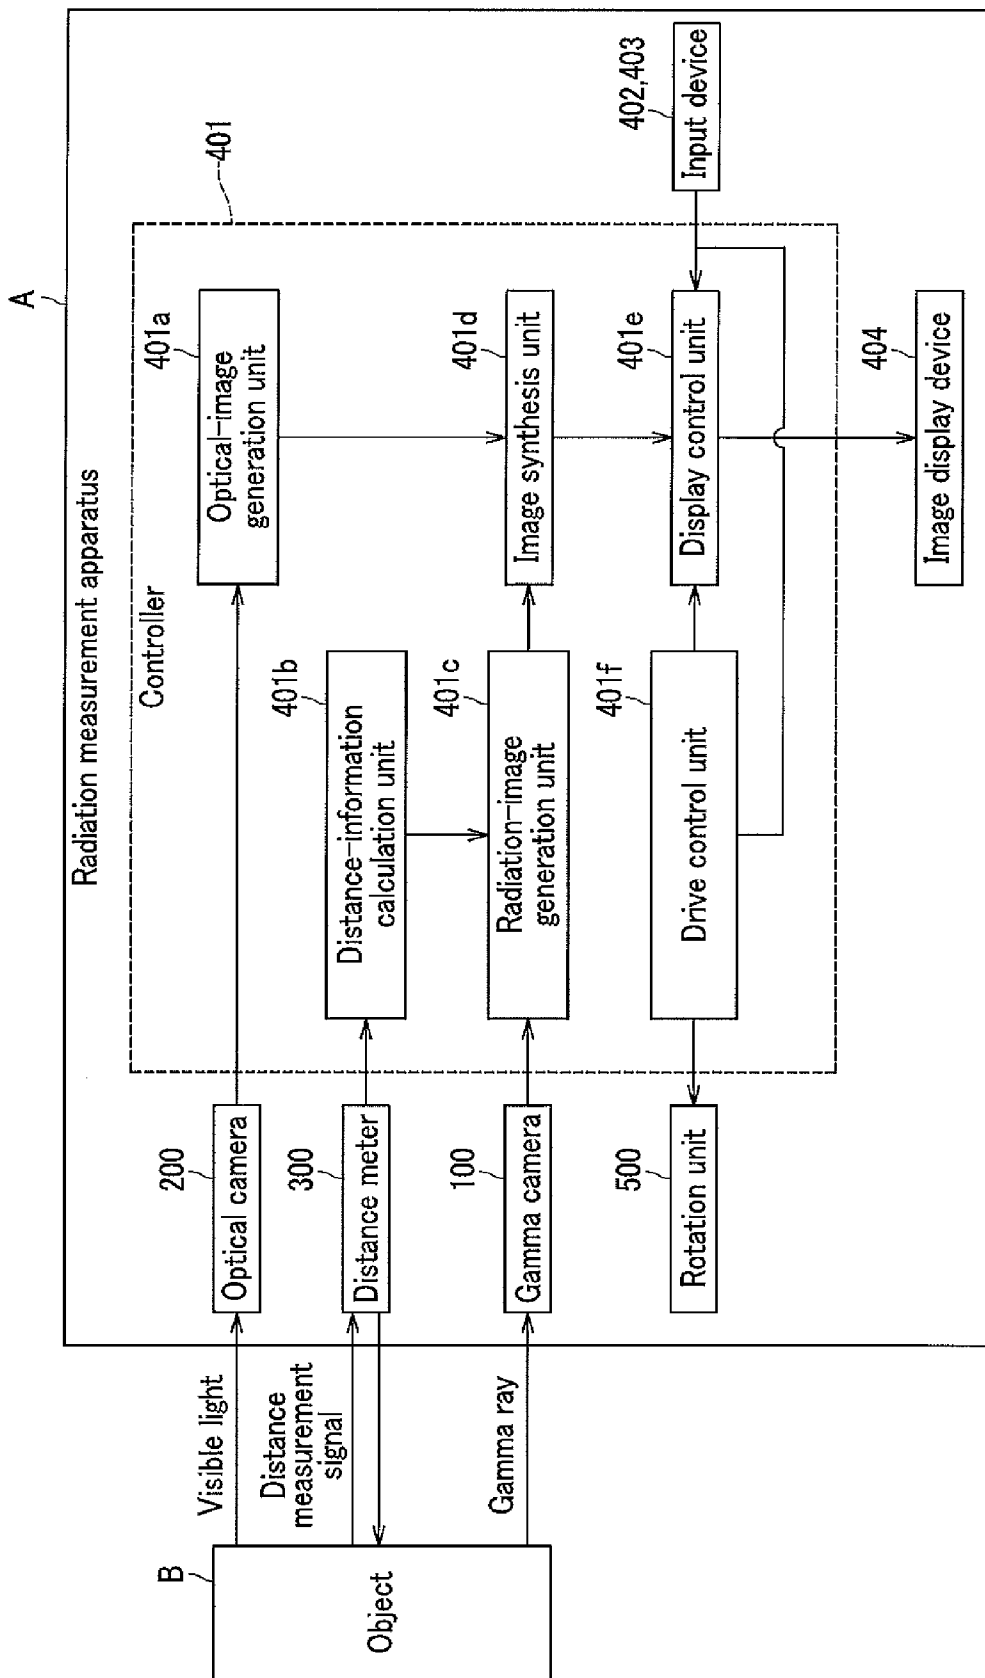 Radiation measurement apparatus
A
B
Object
Visible light
Distance
measurement
signal
Gamma ray
200
Optical camera
300
Distance meter
100
Gamma camera
500
Rotation unit
Controller
401
401a
Optical-image
generation unit
401b
Distance-information
calculation unit
401c
Radiation-image
generation unit
401d
Image synthesis unit
401e
Display control unit
401f
Drive control unit
402,403
Input device
404
Image display device